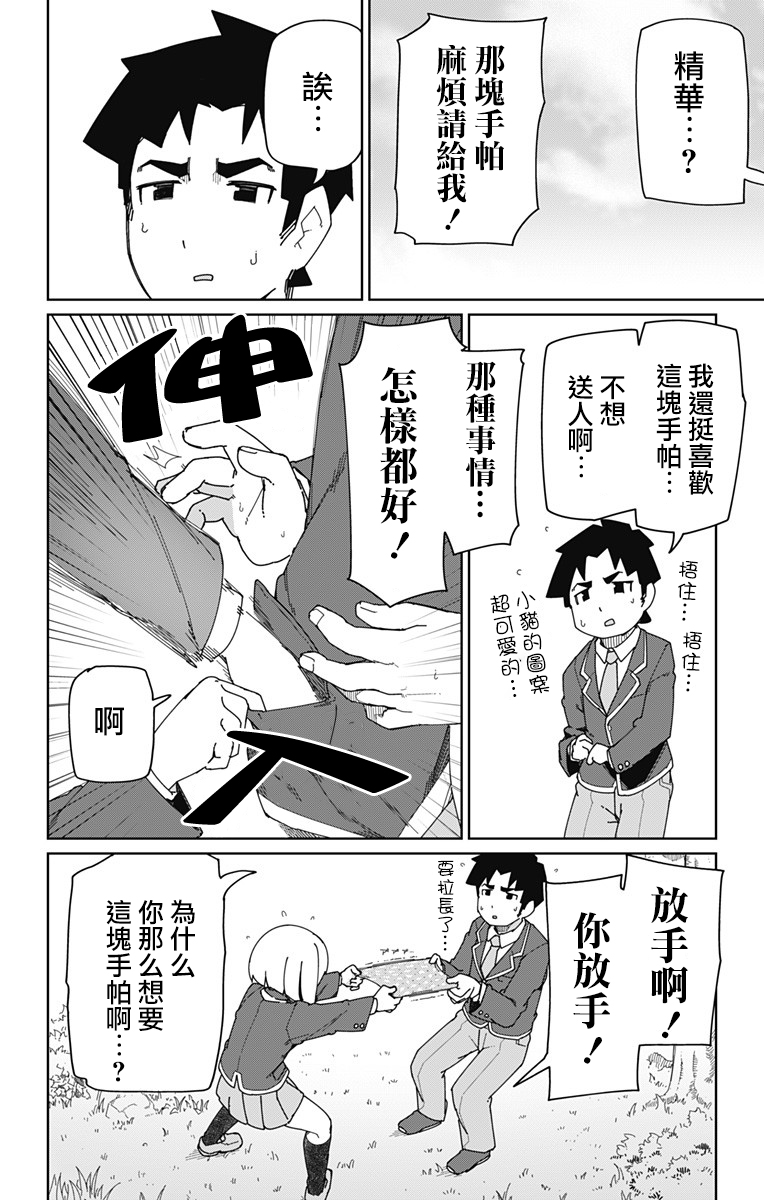 精華…?
那塊手帕
麻煩請給我!
誒…
我還挺喜歡
這塊手帕…
不想
送人啊…
捂住…
捂住…
小貓的圖案
超可愛的…
那種事情…
怎樣都好!
伸
啊
放手啊!
你放手!
要拉長了…
為什么
你那么想要
這塊手帕啊…?